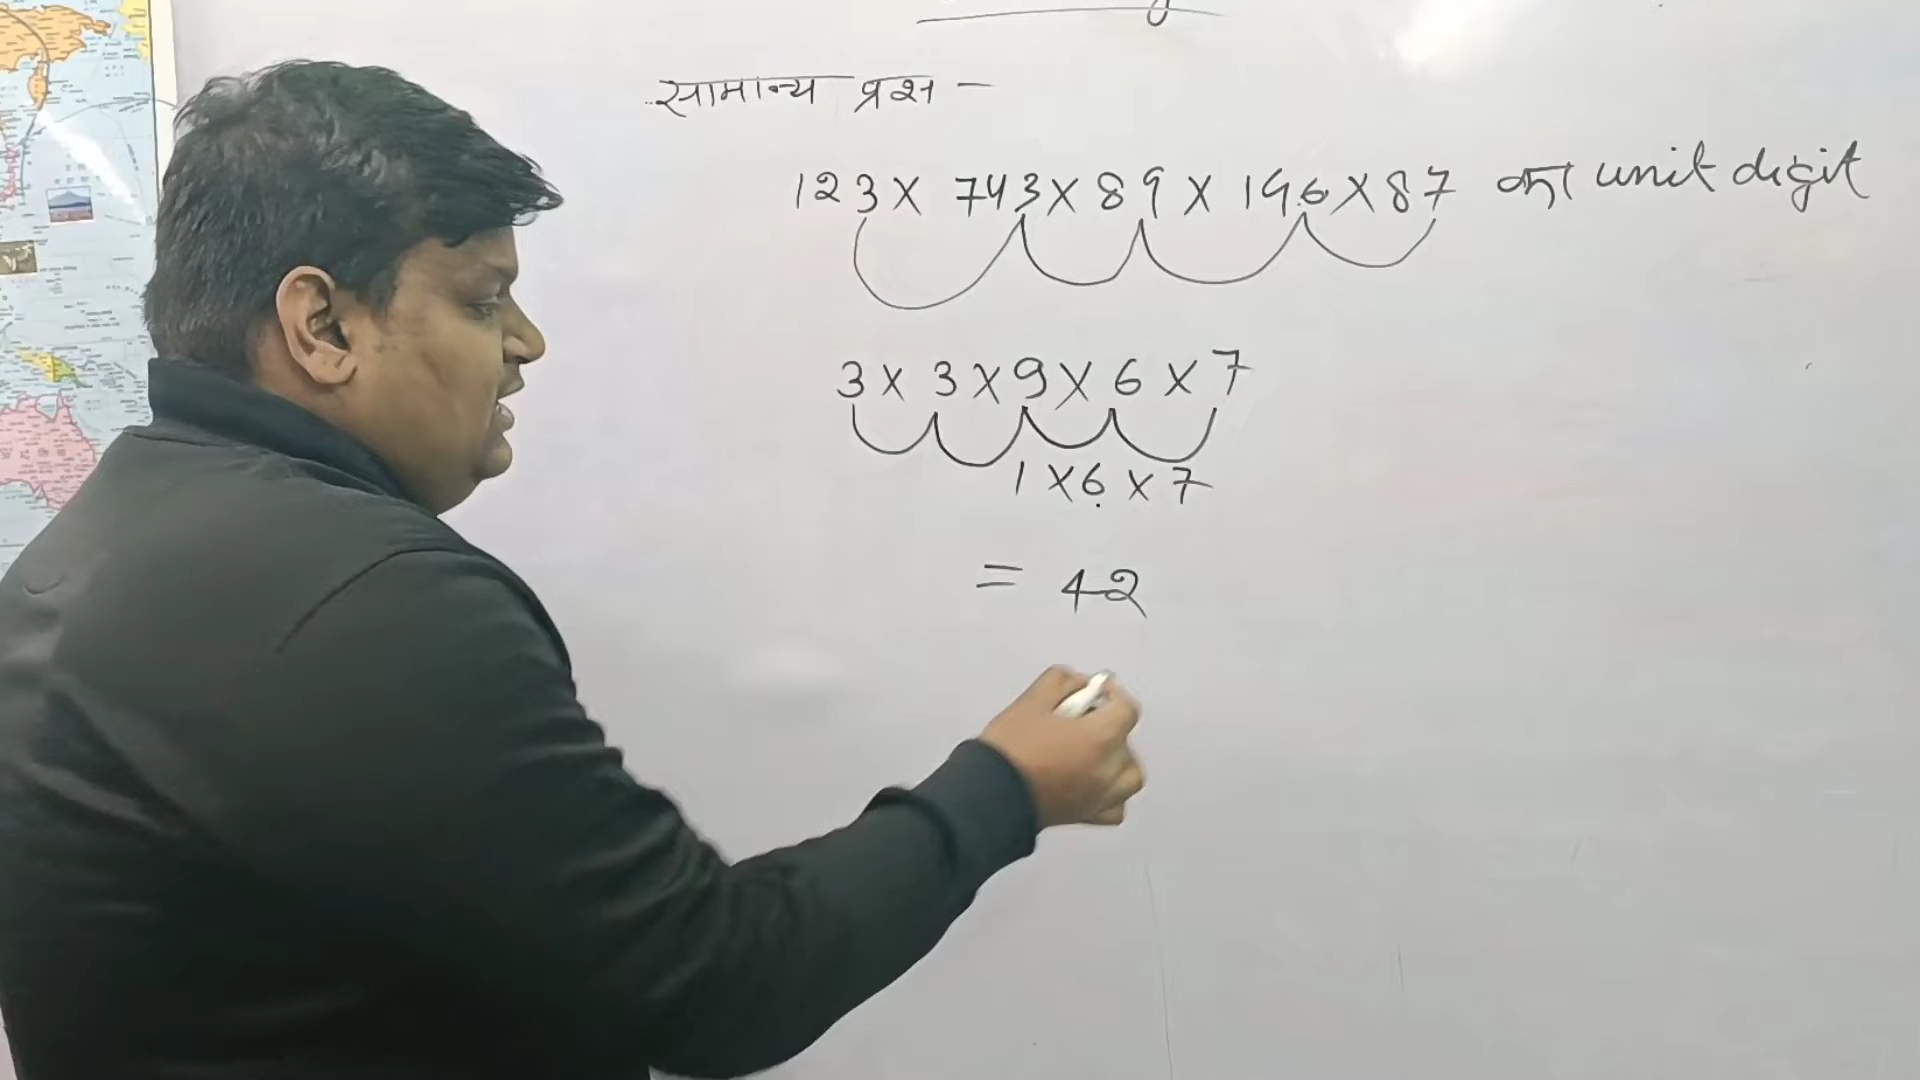 सामान्य प्रश्न -
123 X 743 X 89 X 196 X 87 का unit digit
3 X 3 X 9 X 6 X 7
1 X 6 X 7
= 42